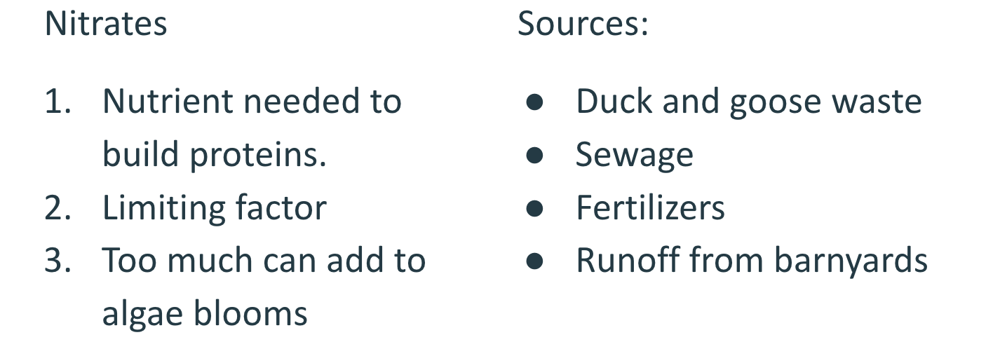 Nitrates
1. Nutrient needed to
build proteins.
2. Limiting factor
3. Too much can add to
algae blooms
Sources:
● Duck and goose waste
● Sewage
● Fertilizers
● Runoff from barnyards